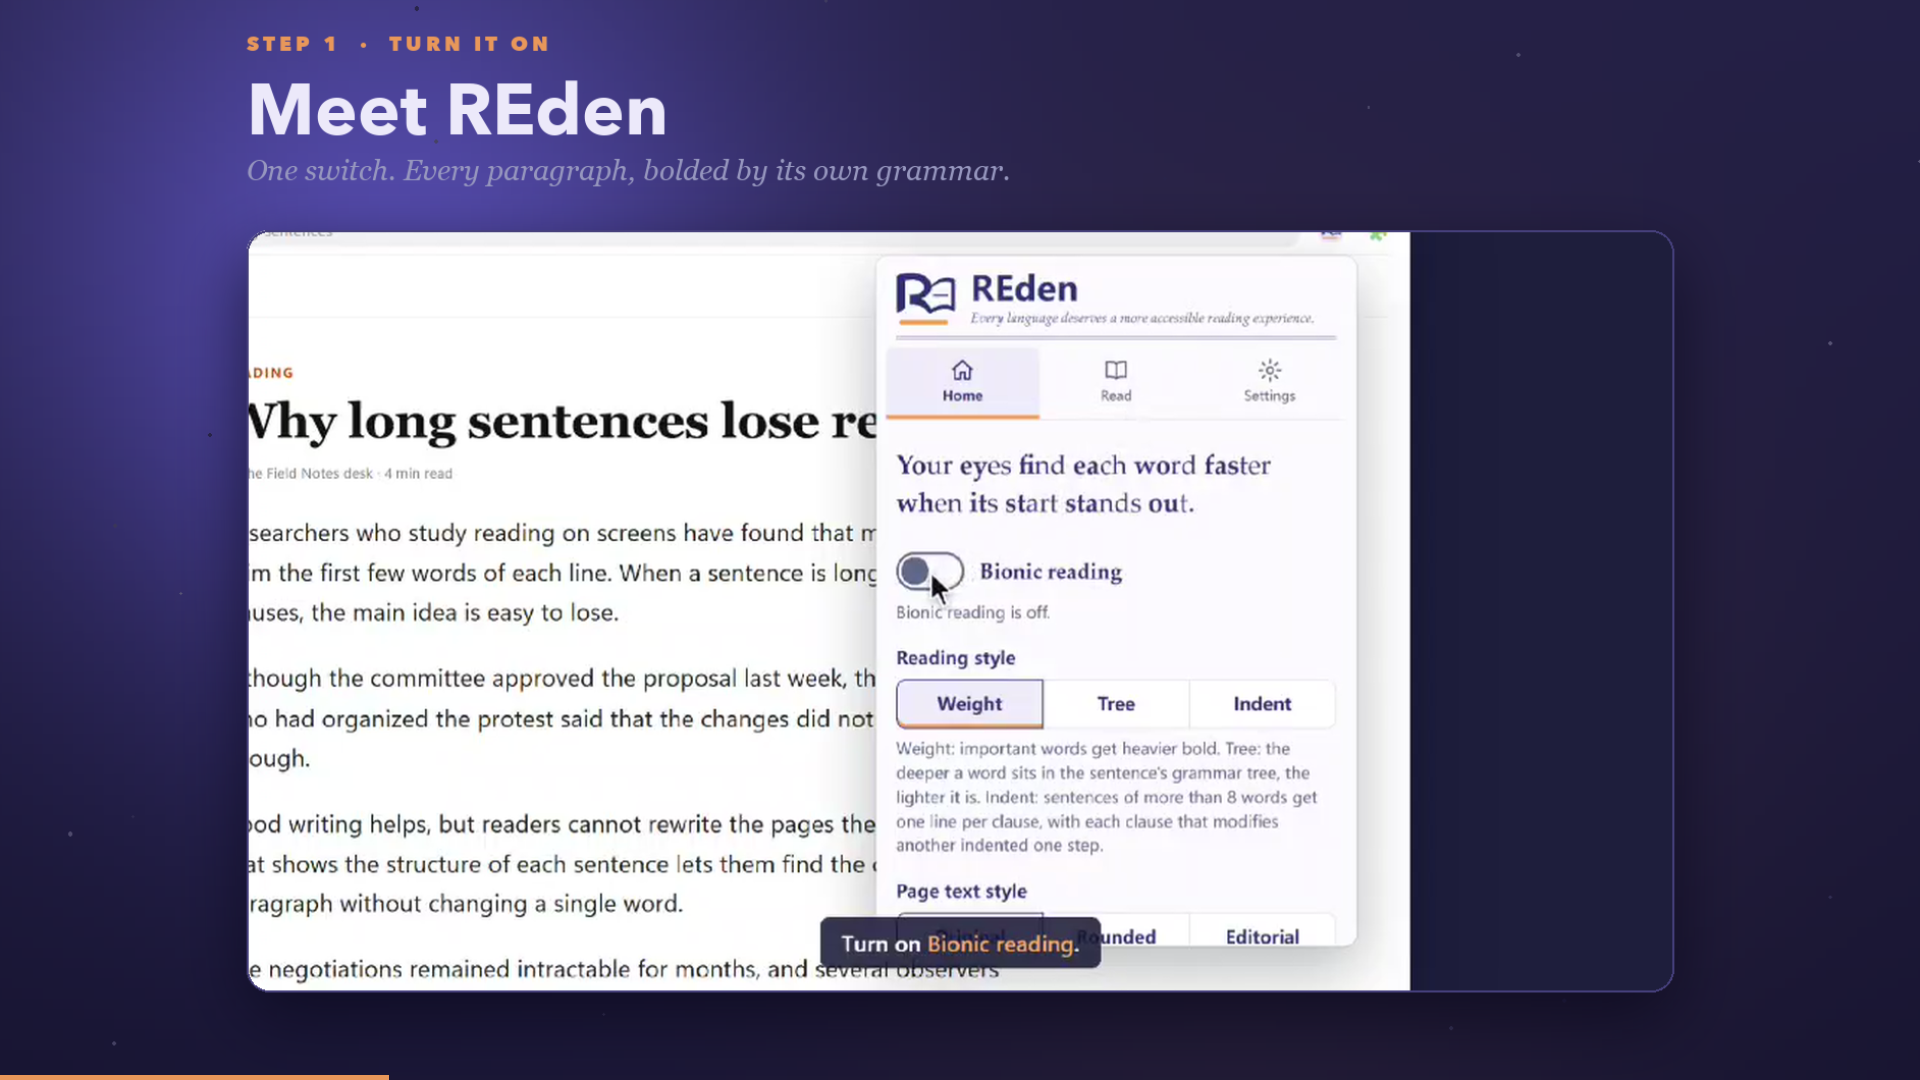 STEP 1 · TURN IT ON
Meet REden
One switch. Every paragraph, bolded by its own grammar.
sentences
ADING
Why long sentences lose re
he Field Notes desk · 4 min read
searchers who study reading on screens have found that m
im the first few words of each line. When a sentence is long
uses, the main idea is easy to lose.
though the committee approved the proposal last week, th
ho had organized the protest said that the changes did not
ough.
ood writing helps, but readers cannot rewrite the pages the
at shows the structure of each sentence lets them find the
ragraph without changing a single word.
e negotiations remained intractable for months, and several observers
REden
Every language deserves a more accessible reading experience.
Home
Read
Settings
Your eyes find each word faster
when its start stands out.
Bionic reading
Bionic reading is off.
Reading style
Weight
Tree
Indent
Weight: important words get heavier bold. Tree: the
deeper a word sits in the sentence's grammar tree, the
lighter it is. Indent: sentences of more than 8 words get
one line per clause, with each clause that modifies
another indented one step.
Page text style
Original
Rounded
Editorial
Turn on Bionic reading.